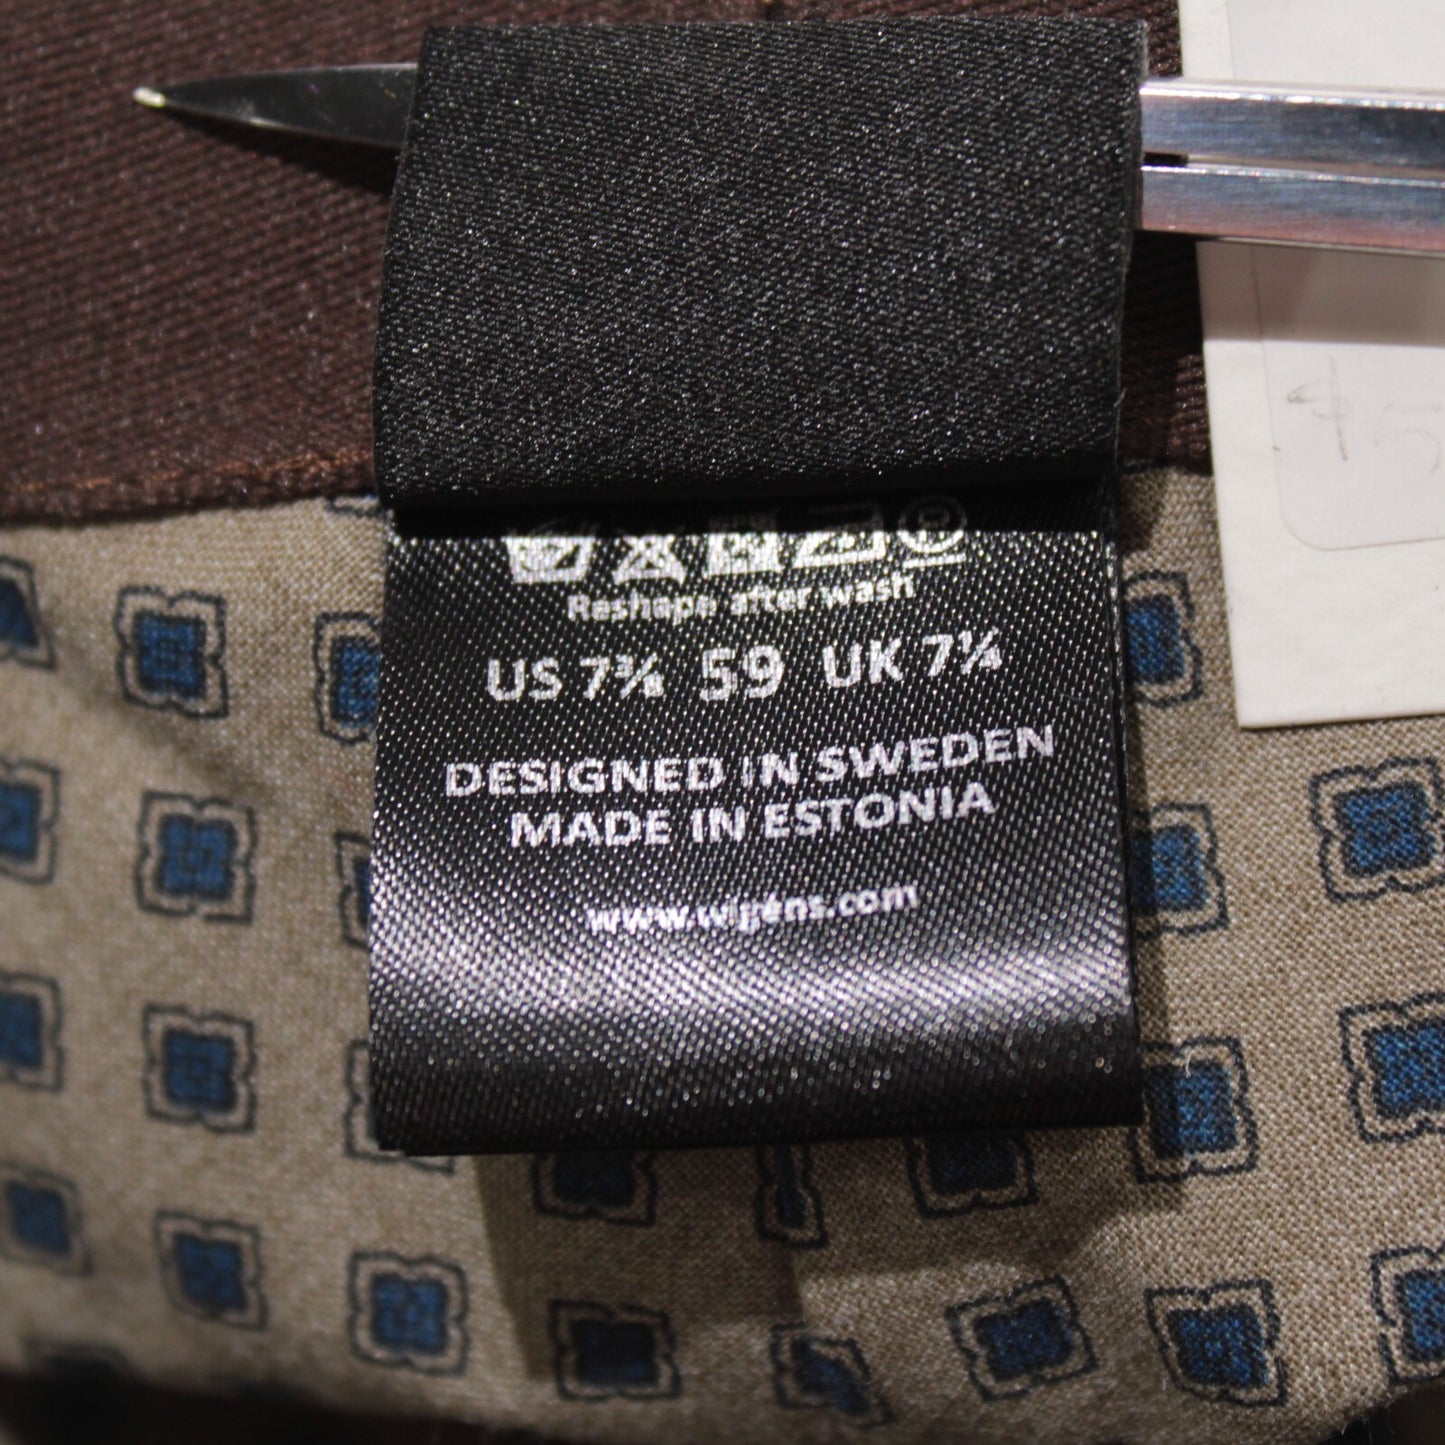 Reshape after wash
US 7⅜ 59 UK 7¼
DESIGNED IN SWEDEN
MADE IN ESTONIA
www.wigens.com